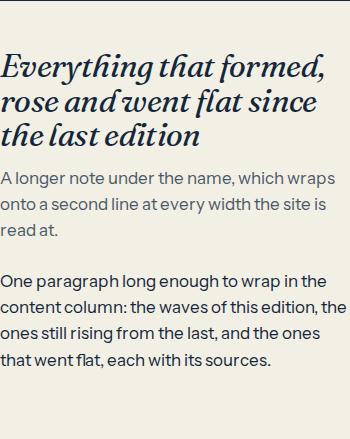 Everything that formed,
rose and went flat since
the last edition
A longer note under the name, which wraps
onto a second line at every width the site is
read at.
One paragraph long enough to wrap in the
content column: the waves of this edition, the
ones still rising from the last, and the ones
that went flat, each with its sources.